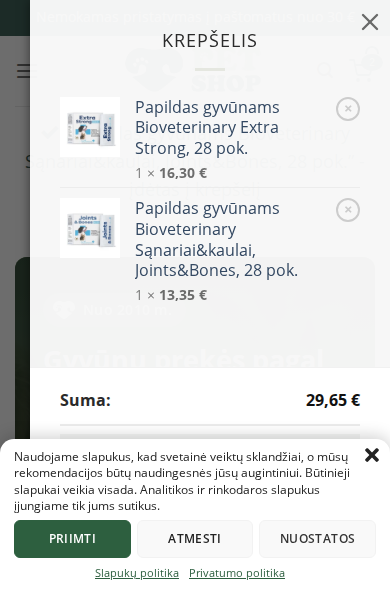 KREPŠELIS
Papildas gyvūnams
Bioveterinary Extra
Strong, 28 pok.
1 × 16,30 €
Papildas gyvūnams
Bioveterinary
Sąnariai&kaulai,
Joints&Bones, 28 pok.
1 × 13,35 €
Suma: 29,65 €
Naudojame slapukus, kad svetainė veiktų sklandžiai, o mūsų
rekomendacijos būtų naudingesnės jūsų augintiniui. Būtinieji
slapukai veikia visada. Analitikos ir rinkodaros slapukus
įjungiame tik jums sutikus.
PRIIMTI ATMESTI NUOSTATOS
Slapukų politika Privatumo politika